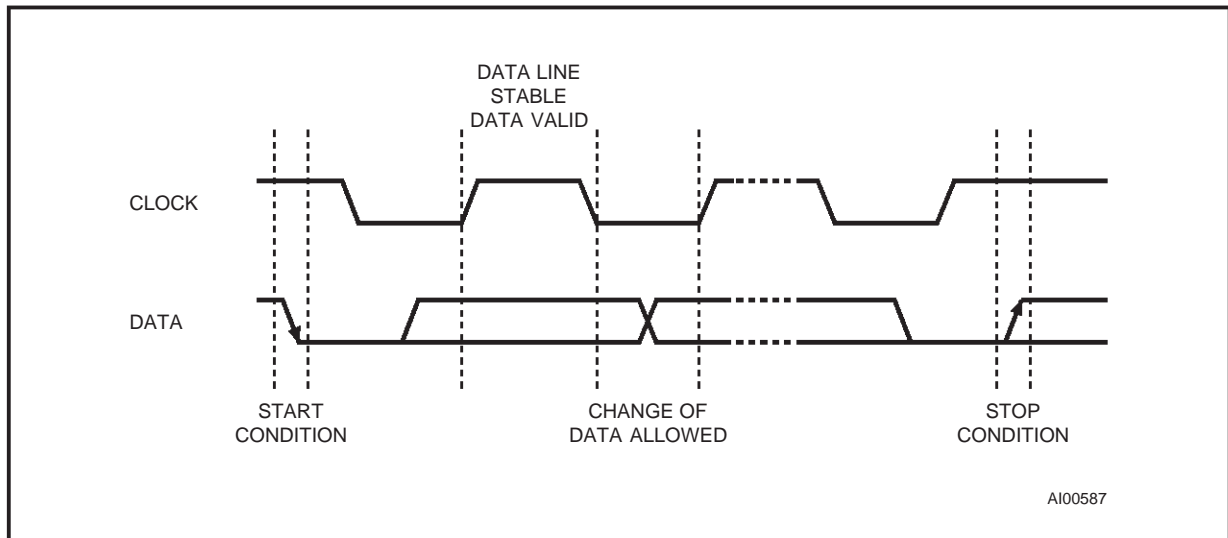 DATA LINE
STABLE
DATA VALID
CLOCK
DATA
START
CONDITION
CHANGE OF
DATA ALLOWED
STOP
CONDITION
AI00587